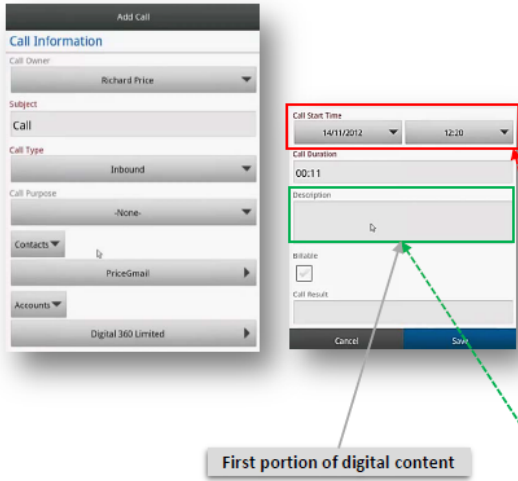 Add Call
Call Information
Call Owner
Richard Price
Subject
Call
Call Type
Inbound
Call Purpose
-None-
Contacts
PriceGmail
Accounts
Digital 360 Limited
Call Start Time
14/11/2012 12:20
Call Duration
00:11
Description
Billable
Call Result
Cancel Save
First portion of digital content